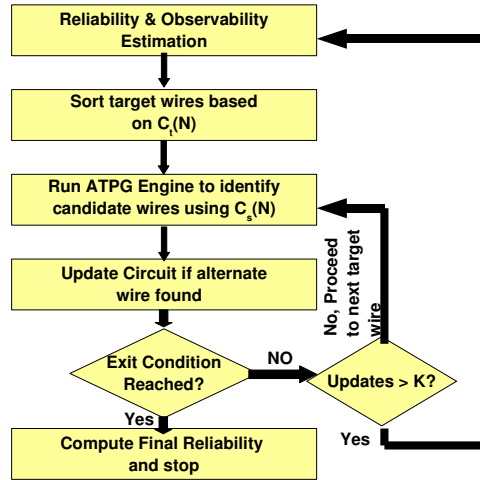 Reliability & Observability
Estimation
Sort target wires based
on Ct(N)
Run ATPG Engine to identify
candidate wires using Cs(N)
Update Circuit if alternate
wire found
No, Proceed
to next target
wire
Exit Condition
Reached?
NO
Updates > K?
Yes
Yes
Compute Final Reliability
and stop